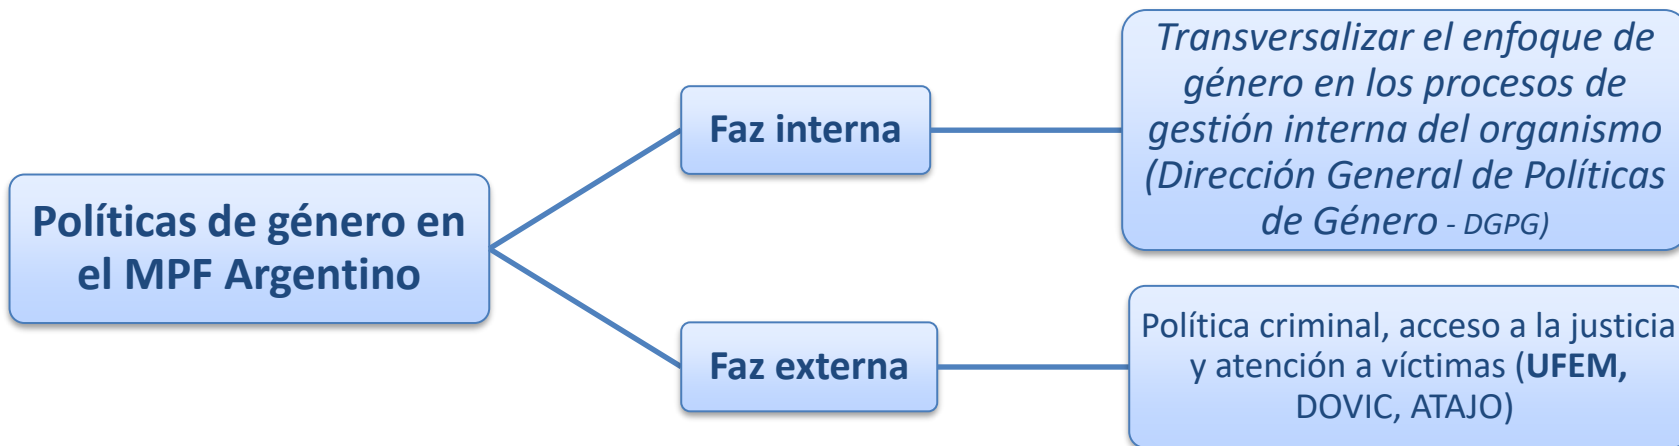 Políticas de género en
el MPF Argentino
Faz interna
Transversalizar el enfoque de
género en los procesos de
gestión interna del organismo
(Dirección General de Políticas
de Género - DGPG)
Faz externa
Política criminal, acceso a la justicia
y atención a víctimas (UFEM,
DOVIC, ATAJO)